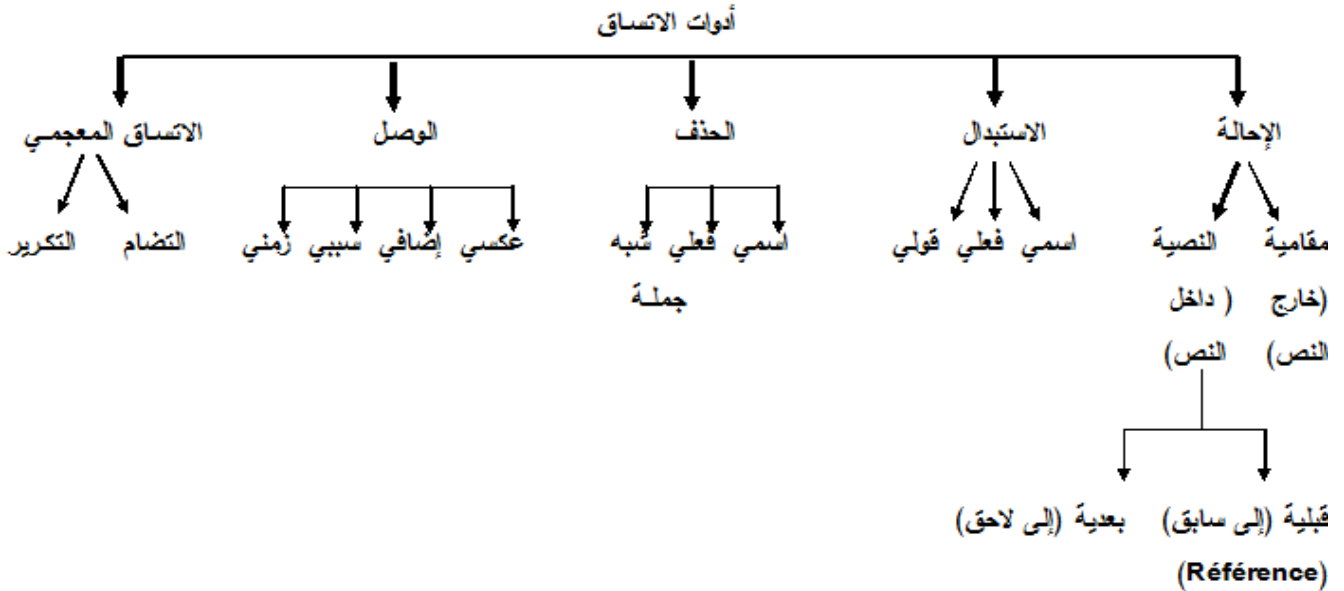 أدوات الاتساق
الإحالة الاستبدال الحذف الوصل الاتساق المعجمي
مقامية النصية اسمي فعلي قولي اسمي فعلي شبه عكسي إضافي سببي زمني التضام التكرير
(خارج ( داخل جملة
النص) النص)
قبلية (إلى سابق) بعدية (إلى لاحق)
(Référence)